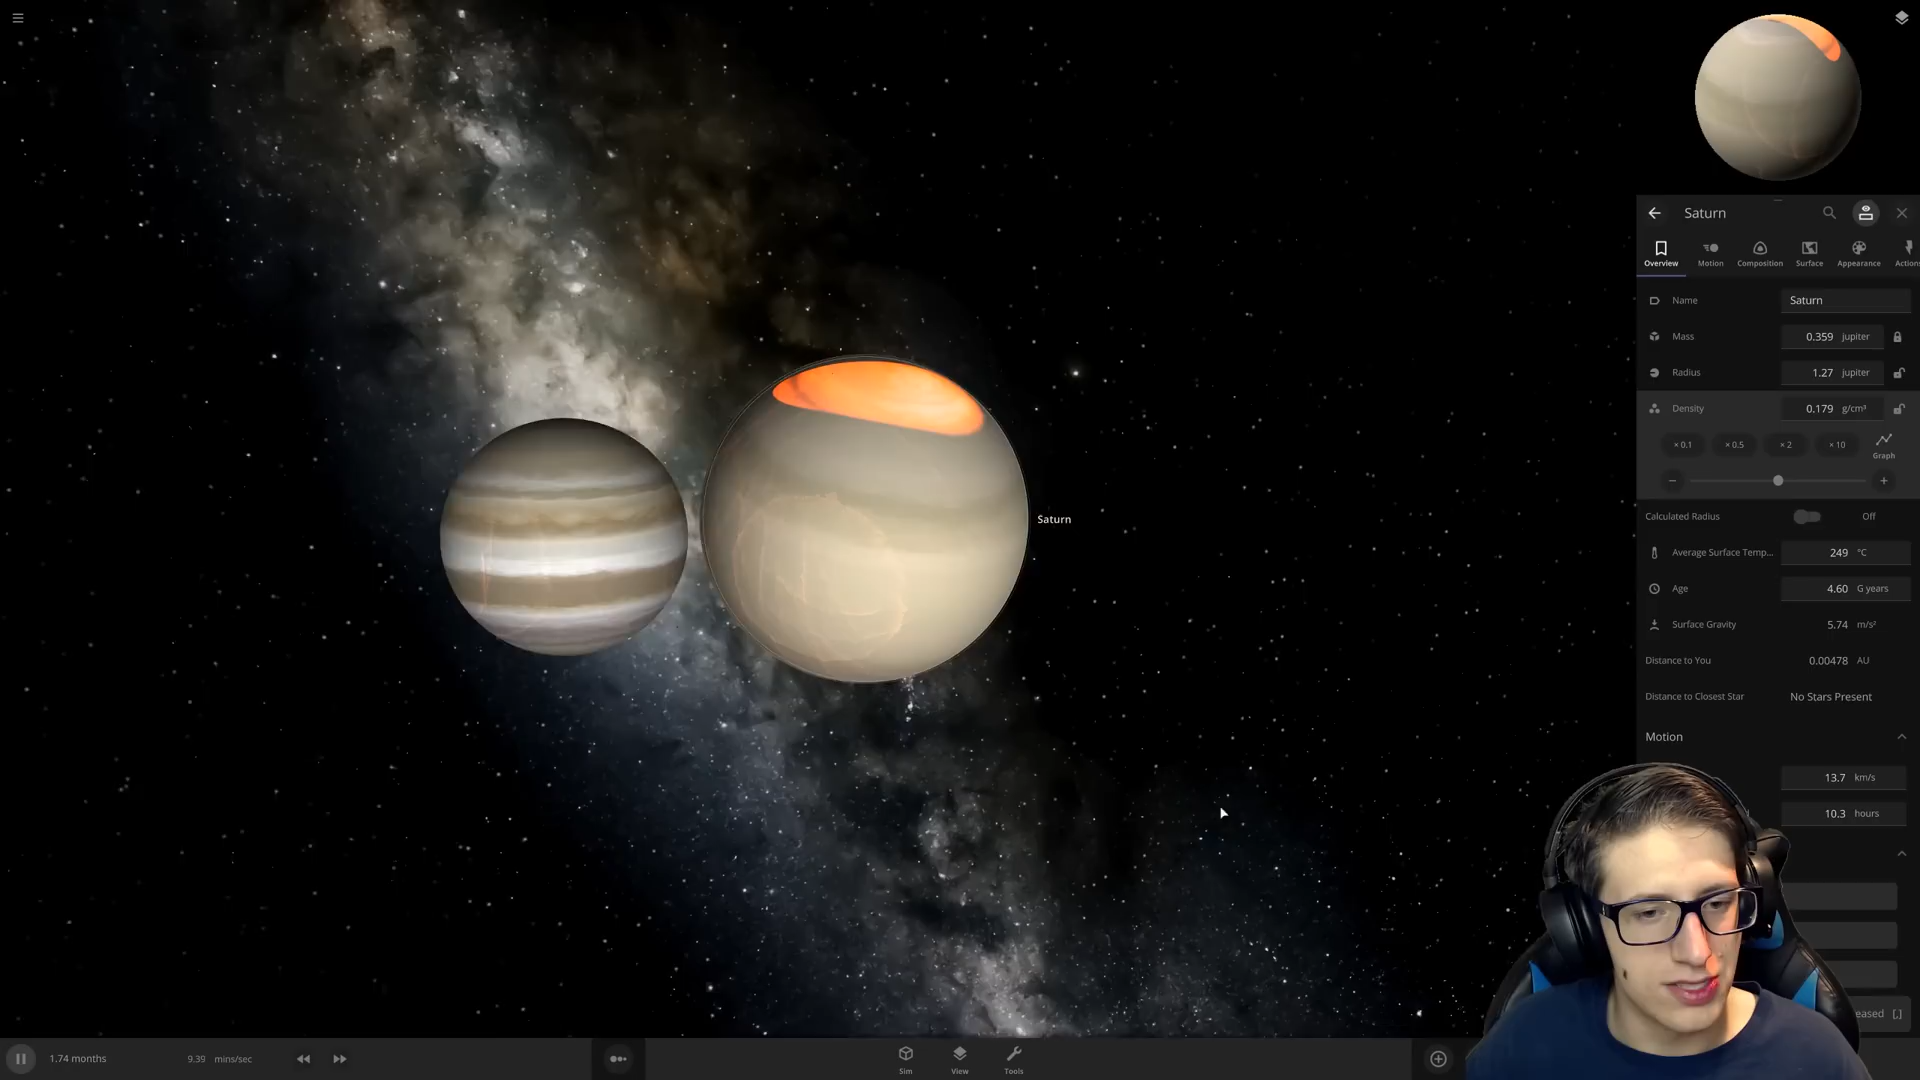 Saturn
Overview Motion Composition Surface Appearance Actions
Name Saturn
Mass 0.359 jupiter
Radius 1.27 jupiter
Density 0.179 g/cm³
× 0.1 × 0.5 × 2 × 10 Graph
Calculated Radius Off
Average Surface Temp... 249 °C
Age 4.60 G years
Surface Gravity 5.74 m/s²
Distance to You 0.00478 AU
Distance to Closest Star No Stars Present
Motion
13.7 km/s
10.3 hours
eased [,]
Saturn
1.74 months 9.39 mins/sec
Sim View Tools